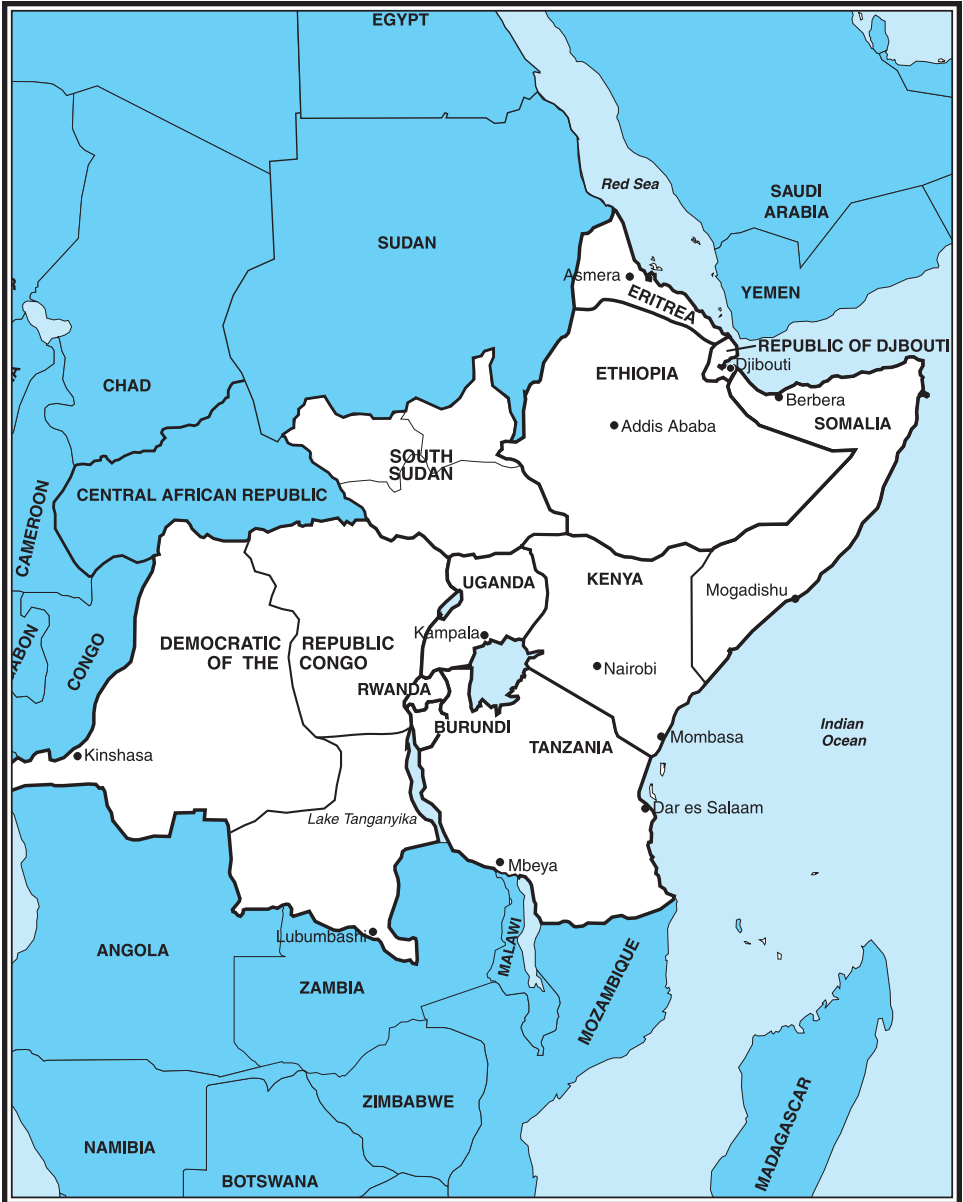 EGYPT
Red Sea
SAUDI
ARABIA
SUDAN
Asmera
ERITREA
YEMEN
REPUBLIC OF DJBOUTI
Djibouti
ETHIOPIA
CHAD
Berbera
SOMALIA
Addis Ababa
SOUTH
SUDAN
CENTRAL AFRICAN REPUBLIC
CAMEROON
UGANDA
KENYA
Mogadishu
Kampala
DEMOCRATIC REPUBLIC
OF THE CONGO
CONGO
Nairobi
RWANDA
BURUNDI
TANZANIA
Indian
Ocean
Mombasa
Kinshasa
Dar es Salaam
Lake Tanganyika
Mbeya
Lubumbashi
ANGOLA
MALAWI
ZAMBIA
MOZAMBIQUE
ZIMBABWE
MADAGASCAR
NAMIBIA
BOTSWANA